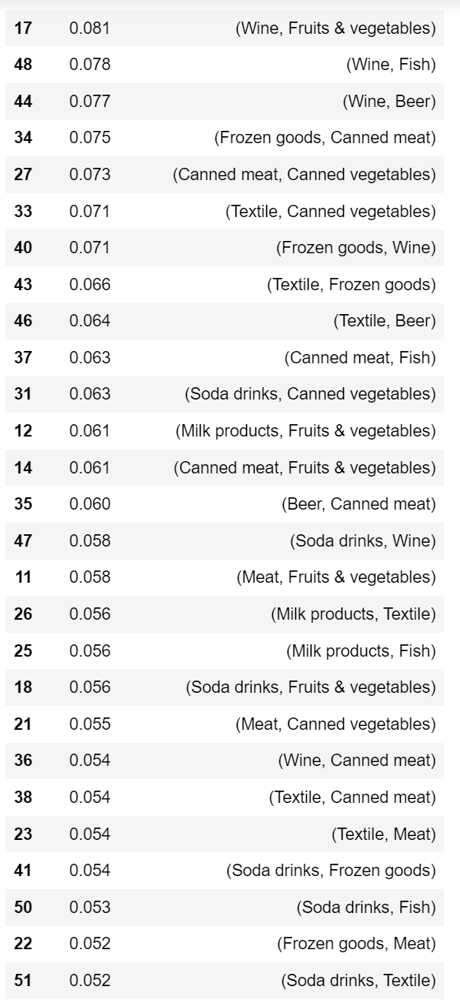 17 0.081 (Wine, Fruits & vegetables)
48 0.078 (Wine, Fish)
44 0.077 (Wine, Beer)
34 0.075 (Frozen goods, Canned meat)
27 0.073 (Canned meat, Canned vegetables)
33 0.071 (Textile, Canned vegetables)
40 0.071 (Frozen goods, Wine)
43 0.066 (Textile, Frozen goods)
46 0.064 (Textile, Beer)
37 0.063 (Canned meat, Fish)
31 0.063 (Soda drinks, Canned vegetables)
12 0.061 (Milk products, Fruits & vegetables)
14 0.061 (Canned meat, Fruits & vegetables)
35 0.060 (Beer, Canned meat)
47 0.058 (Soda drinks, Wine)
11 0.058 (Meat, Fruits & vegetables)
26 0.056 (Milk products, Textile)
25 0.056 (Milk products, Fish)
18 0.056 (Soda drinks, Fruits & vegetables)
21 0.055 (Meat, Canned vegetables)
36 0.054 (Wine, Canned meat)
38 0.054 (Textile, Canned meat)
23 0.054 (Textile, Meat)
41 0.054 (Soda drinks, Frozen goods)
50 0.053 (Soda drinks, Fish)
22 0.052 (Frozen goods, Meat)
51 0.052 (Soda drinks, Textile)